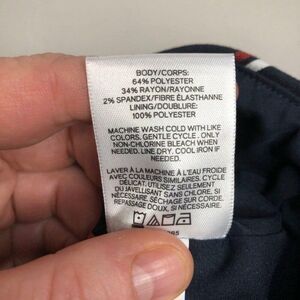 BODY/CORPS:
64% POLYESTER
34% RAYON/RAYONNE
2% SPANDEX/FIBRE ÉLASTHANNE
LINING/DOUBLURE:
100% POLYESTER
MACHINE WASH COLD WITH LIKE
COLORS. GENTLE CYCLE. ONLY
NON-CHLORINE BLEACH WHEN
NEEDED. LINE DRY. COOL IRON IF
NEEDED.
LAVER À LA MACHINE À L'EAU FROIDE
AVEC COULEURS SIMILAIRES. CYCLE
DÉLICAT. UTILISEZ SEULEMENT
DU JAVELLISANT SANS CHLORE, SI
NÉCESSAIRE. SÉCHAGE SUR CORDE.
REPASSAGE DOUX, SI NÉCESSAIRE.